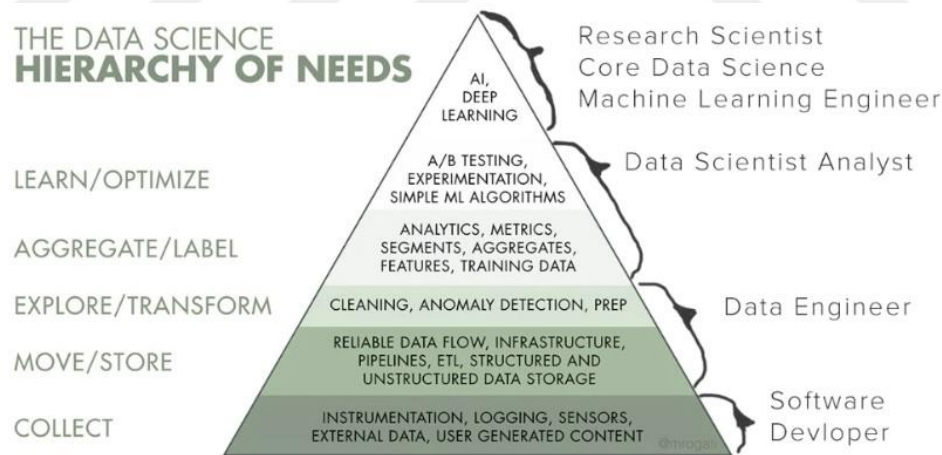 THE DATA SCIENCE
HIERARCHY OF NEEDS
LEARN/OPTIMIZE
AGGREGATE/LABEL
EXPLORE/TRANSFORM
MOVE/STORE
COLLECT
AI,
DEEP
LEARNING
A/B TESTING,
EXPERIMENTATION,
SIMPLE ML ALGORITHMS
ANALYTICS, METRICS,
SEGMENTS, AGGREGATES,
FEATURES, TRAINING DATA
CLEANING, ANOMALY DETECTION, PREP
RELIABLE DATA FLOW, INFRASTRUCTURE,
PIPELINES, ETL, STRUCTURED AND
UNSTRUCTURED DATA STORAGE
INSTRUMENTATION, LOGGING, SENSORS,
EXTERNAL DATA, USER GENERATED CONTENT
Research Scientist
Core Data Science
Machine Learning Engineer
Data Scientist Analyst
Data Engineer
Software
Devloper